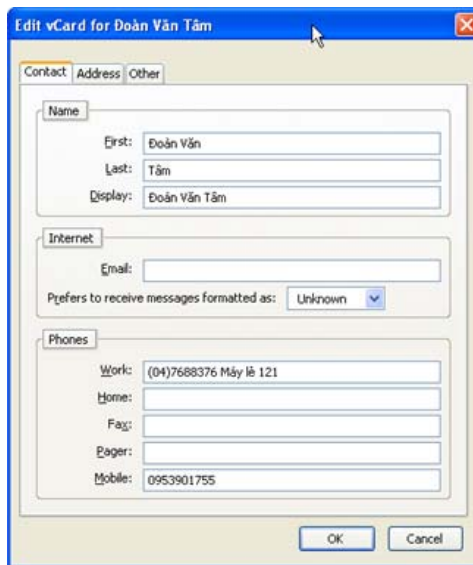 Edit vCard for Đoàn Văn Tâm
Contact Address Other
Name
First: Đoàn Văn
Last: Tâm
Display: Đoàn Văn Tâm
Internet
Email:
Prefers to receive messages formatted as: Unknown
Phones
Work: (04)7688376 Máy lẻ 121
Home:
Fax:
Pager:
Mobile: 0953901755
OK Cancel